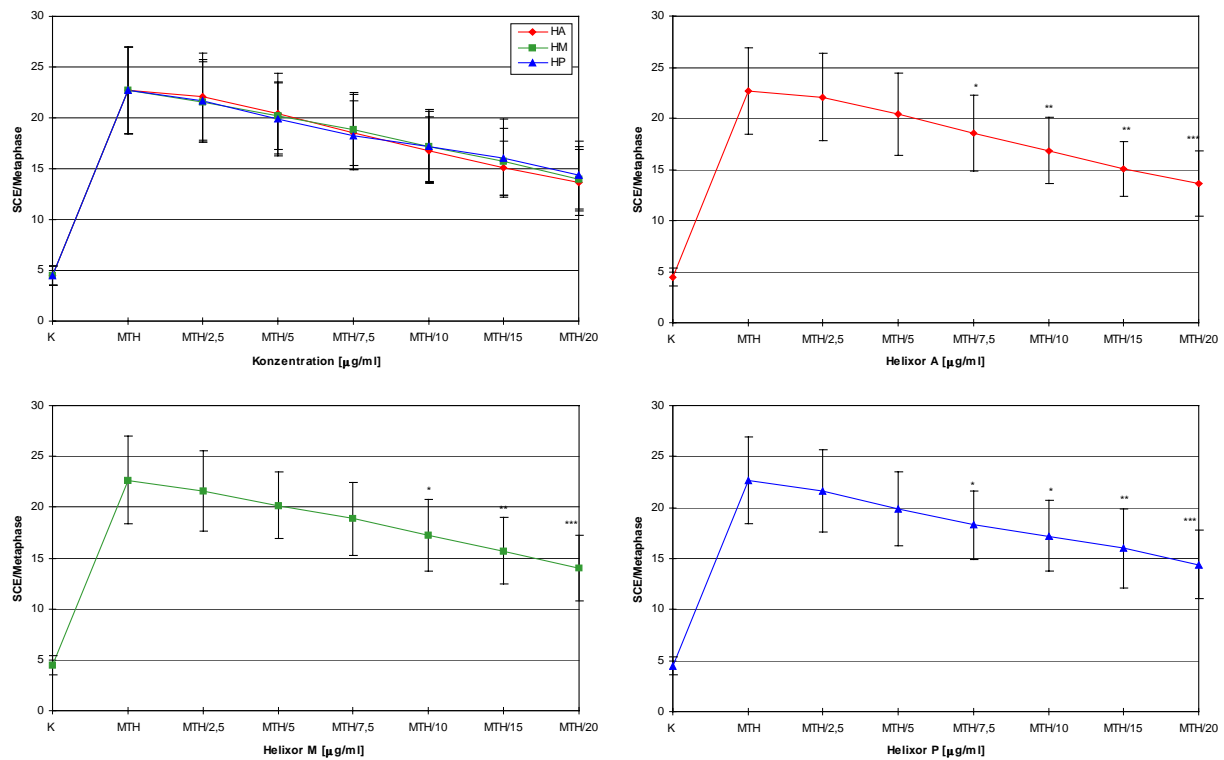 30
25
20
15
10
5
0
SCE/Metaphase
HA
HM
HP
K MTH MTH/2,5 MTH/5 MTH/7,5 MTH/10 MTH/15 MTH/20
Konzentration [µg/ml]
30
25
20
15
10
5
0
SCE/Metaphase
* ** ** ***
K MTH MTH/2,5 MTH/5 MTH/7,5 MTH/10 MTH/15 MTH/20
Helixor A [µg/ml]
30
25
20
15
10
5
0
SCE/Metaphase
* ** ***
K MTH MTH/2,5 MTH/5 MTH/7,5 MTH/10 MTH/15 MTH/20
Helixor M [µg/ml]
30
25
20
15
10
5
0
SCE/Metaphase
* * ** ***
K MTH MTH/2,5 MTH/5 MTH/7,5 MTH/10 MTH/15 MTH/20
Helixor P [µg/ml]